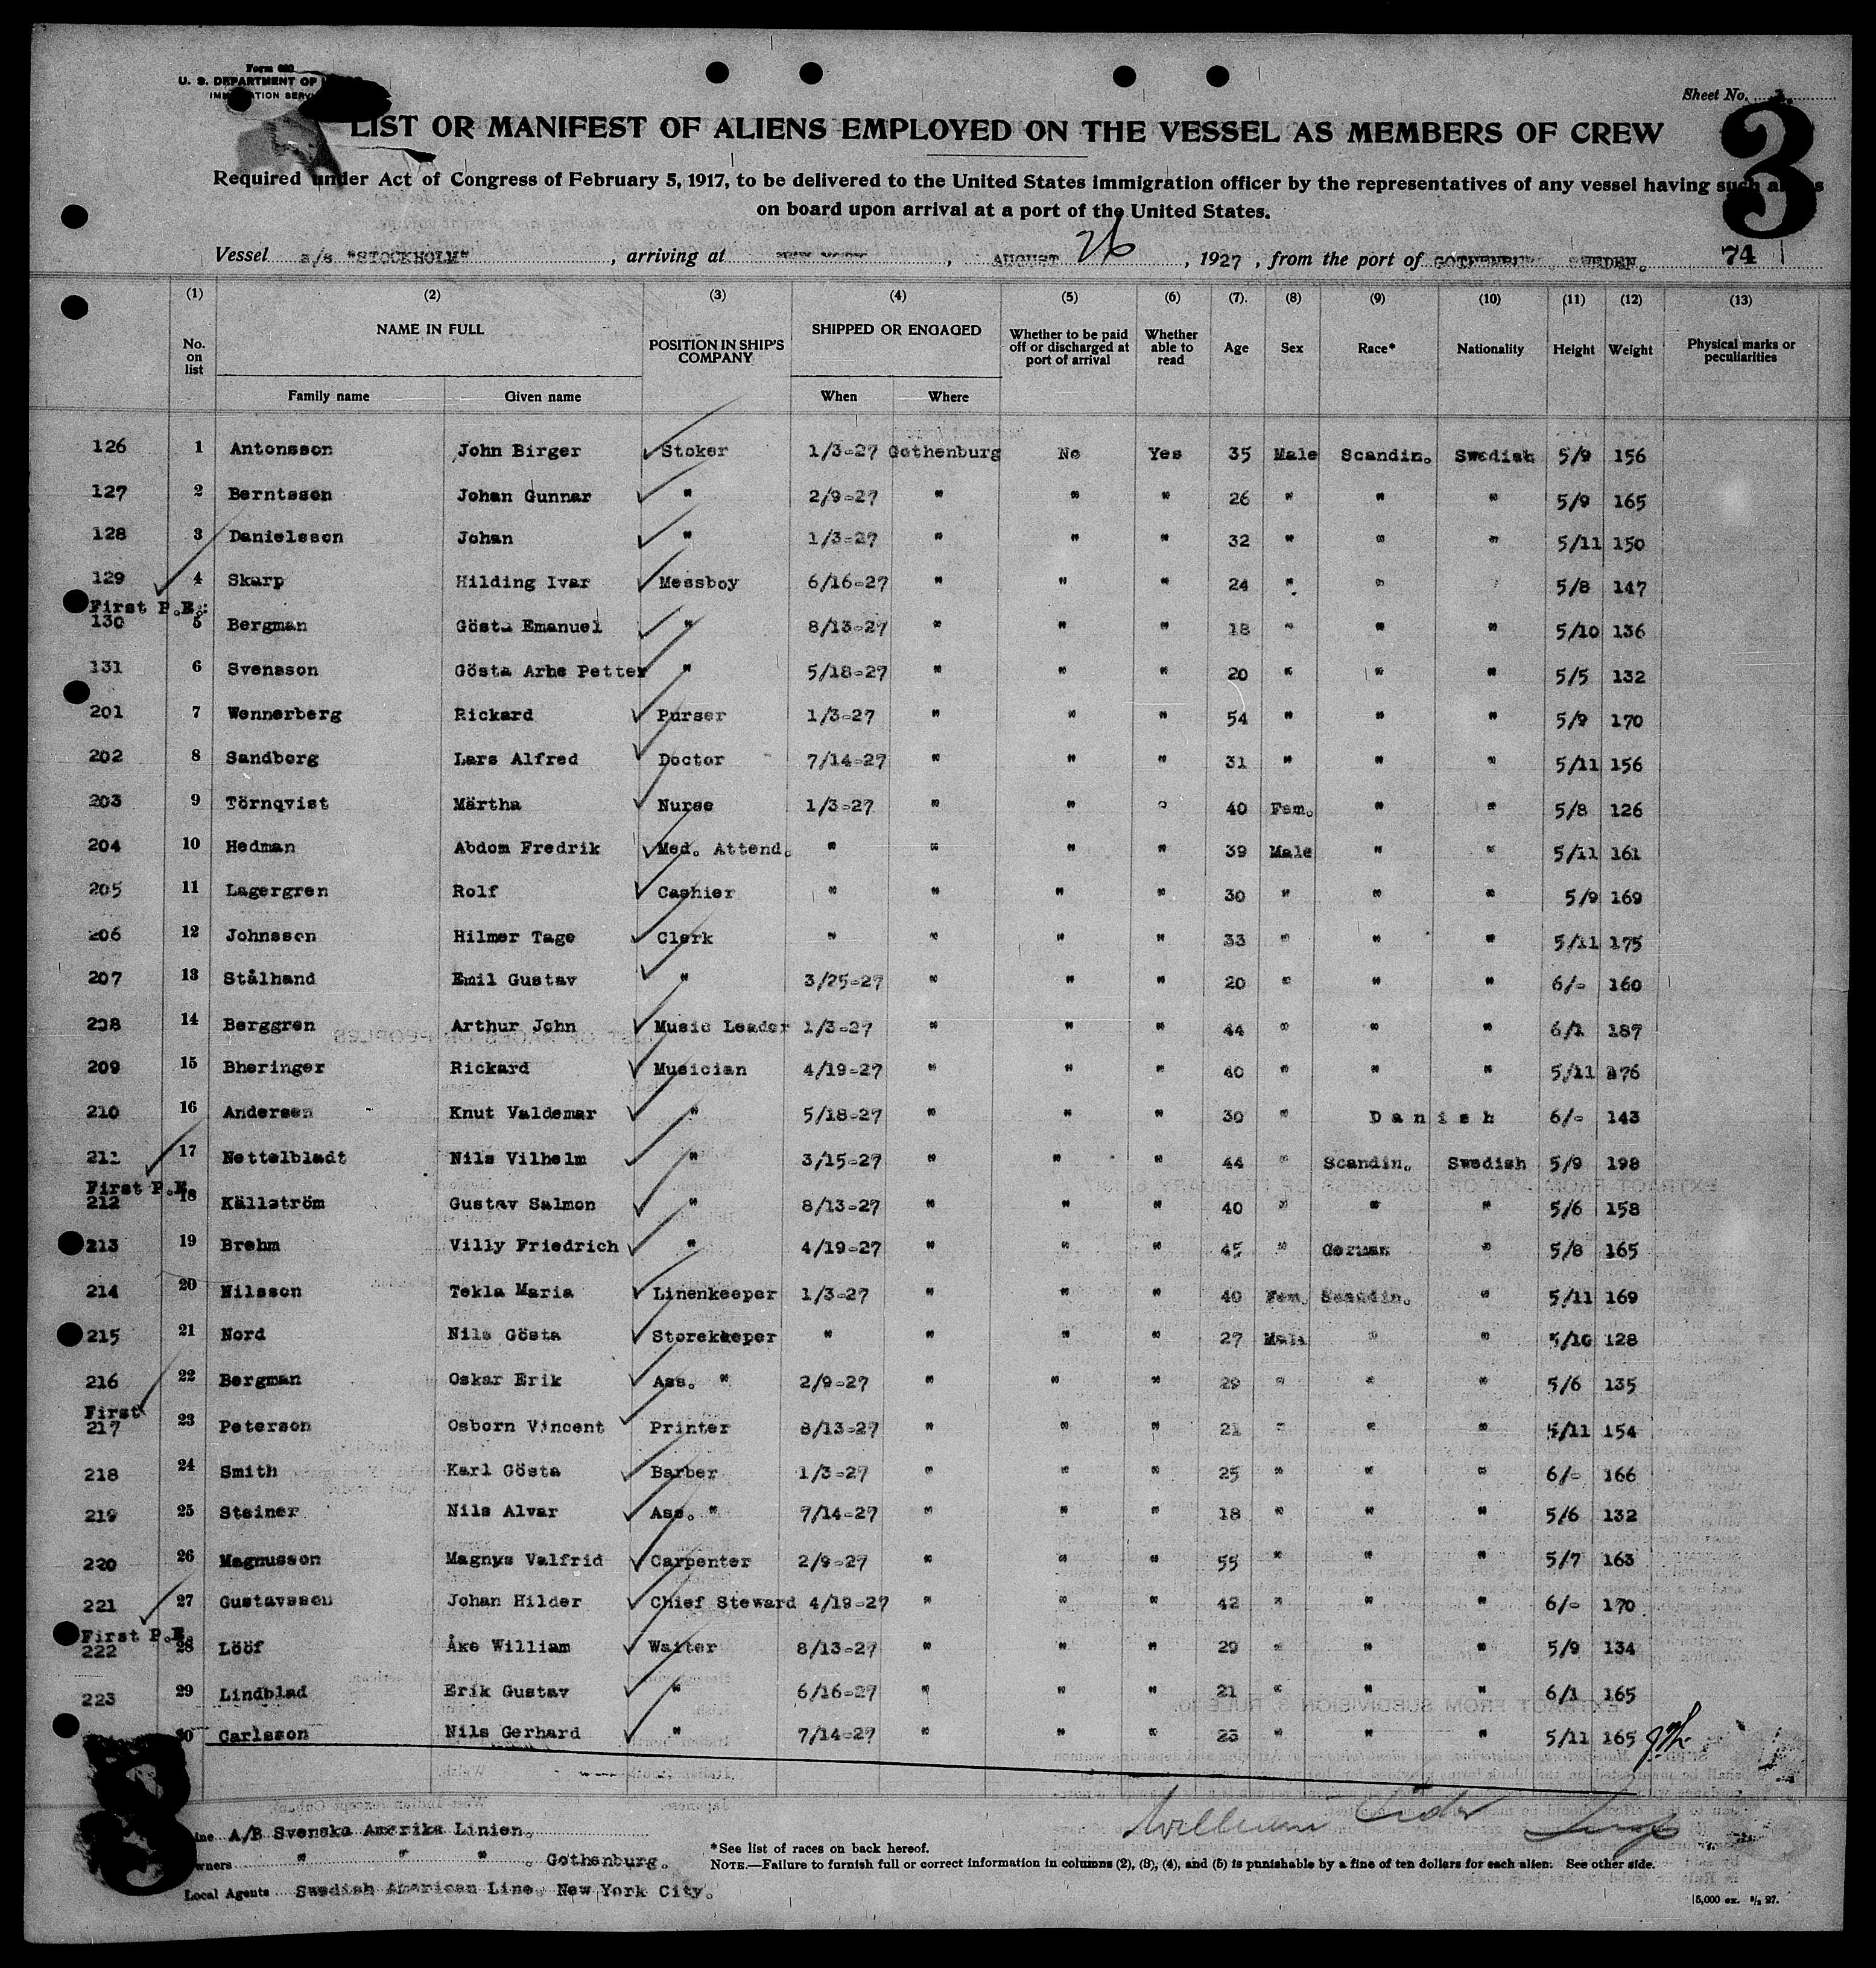 Form 689
U. S. DEPARTMENT OF
IMMIGRATION SERVICE
Sheet No. 3
LIST OR MANIFEST OF ALIENS EMPLOYED ON THE VESSEL AS MEMBERS OF CREW
3
Required under Act of Congress of February 5, 1917, to be delivered to the United States immigration officer by the representatives of any vessel having such aliens
on board upon arrival at a port of the United States.
Vessel s/s "STOCKHOLM", arriving at NEW YORK, AUGUST 26, 1927, from the port of GOTHENBURG, SWEDEN. 74
(1) (2) (3) (4) (5) (6) (7). (8) (9) (10) (11) (12) (13)
No. on list NAME IN FULL POSITION IN SHIP'S COMPANY SHIPPED OR ENGAGED Whether to be paid off or discharged at port of arrival Whether able to read Age Sex Race* Nationality Height Weight Physical marks or peculiarities
Family name Given name When Where
126 1 Antonsson John Birger Stoker 1/3-27 Gothenburg No Yes 35 Male Scandin. Swedish 5/9 156
127 2 Berntsson Johan Gunnar " 2/9-27 " " " 26 " " " 5/9 165
128 3 Danielsson Johan " 1/3-27 " " " 32 " " " 5/11 150
129 4 Skarp Hilding Ivar Messboy 6/16-27 " " " 24 " " " 5/8 147
First P.E.:
130 5 Bergman Gösta Emanuel " 8/13-27 " " " 18 " " " 5/10 136
131 6 Svensson Gösta Arhe Petter " 5/18-27 " " " 20 " " " 5/5 132
201 7 Wennerberg Rickard Purser 1/3-27 " " " 54 " " " 5/9 170
202 8 Sandberg Lars Alfred Doctor 7/14-27 " " " 31 " " " 5/11 156
203 9 Törnqvist Märtha Nurse 1/3-27 " " " 40 Fem. " " 5/8 126
204 10 Hedman Abdom Fredrik Med. Attend. " " " " 39 Male " " 5/11 161
205 11 Lagergren Rolf Cashier " " " " 30 " " " 5/9 169
206 12 Johnsson Hilmer Tage Clerk " " " " 33 " " " 5/11 175
207 13 Stålhand Emil Gustav " 3/25-27 " " " 20 " " " 6/- 160
208 14 Berggren Arthur John Music Leader 1/3-27 " " " 44 " " " 6/1 187
209 15 Bheringer Rickard Musician 4/19-27 " " " 40 " " " 5/11 176
210 16 Andersen Knut Valdemar " 5/18-27 " " " 30 " Danish 6/- 143
211 17 Nettelbladt Nils Vilhelm " 3/15-27 " " " 44 " Scandin. Swedish 5/9 198
First P.E.
212 18 Källström Gustav Salmon " 8/13-27 " " " 40 " " " 5/6 158
213 19 Brehm Villy Friedrich " 4/19-27 " " " 45 " German " 5/8 165
214 20 Nilsson Tekla Maria Linenkeeper 1/3-27 " " " 40 Fem. Scandin. " 5/11 169
215 21 Nord Nils Gösta Storekkeper " " " " 27 Male " " 5/10 128
216 22 Bergman Oskar Erik Ass. " 2/9-27 " " " 29 " " " 5/6 135
First
217 23 Peterson Osborn Vincent Printer 8/13-27 " " " 21 " " " 5/11 154
218 24 Smith Karl Gösta Barber 1/3-27 " " " 25 " " " 6/- 166
219 25 Steiner Nils Alvar Ass. " 7/14-27 " " " 18 " " " 5/6 132
220 26 Magnusson Magnys Valfrid Carpenter 2/9-27 " " " 55 " " " 5/7 163
221 27 Gustavsson Johan Hilder Chief Steward 4/19-27 " " " 42 " " " 6/- 170
First P.E.
222 28 Lööf Åke William Waiter 8/13-27 " " " 29 " " " 5/9 134
223 29 Lindblad Erik Gustav " 6/16-27 " " " 21 " " " 6/1 165
30 Carlsson Nils Gerhard " 7/14-27 " " " 23 " " " 5/11 165
Line A/B Svenska Amerika Linien.
Owners " " " . Gothenburg.
Local Agents Swedish American Line, New York City.
*See list of races on back hereof.
NOTE.—Failure to furnish full or correct information in columns (2), (3), (4), and (5) is punishable by a fine of ten dollars for each alien. See other side.
15,000 ex. 9/2 27.